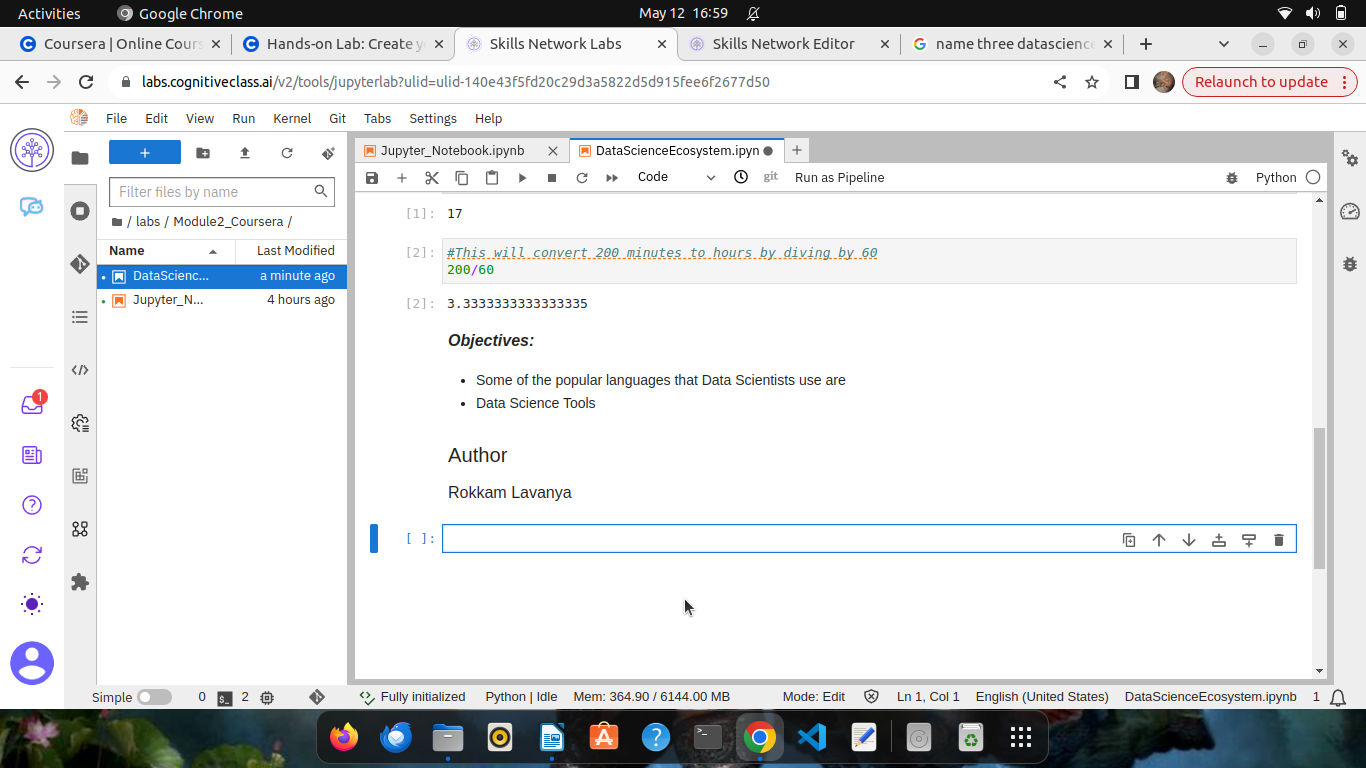 Activities
Google Chrome
May 12 16:59
Coursera | Online Cours
Hands-on Lab: Create y
Skills Network Labs
Skills Network Editor
name three datascience
labs.cognitiveclass.ai/v2/tools/jupyterlab?ulid=ulid-140e43f5fd20c29d3a5822d5d915fee6f2677d50
Relaunch to update
File Edit View Run Kernel Git Tabs Settings Help
Filter files by name
/ labs / Module2_Coursera /
Name Last Modified
DataScienc... a minute ago
Jupyter_N... 4 hours ago
1
Jupyter_Notebook.ipynb
DataScienceEcosystem.ipyn
Code
git
Run as Pipeline
Python
[1]: 17
[2]: #This will convert 200 minutes to hours by diving by 60
200/60
[2]: 3.3333333333333335
Objectives:
• Some of the popular languages that Data Scientists use are
• Data Science Tools
Author
Rokkam Lavanya
[ ]:
Simple 0 $_ 2 Fully initialized Python | Idle Mem: 364.90 / 6144.00 MB Mode: Edit Ln 1, Col 1 English (United States) DataScienceEcosystem.ipynb 1